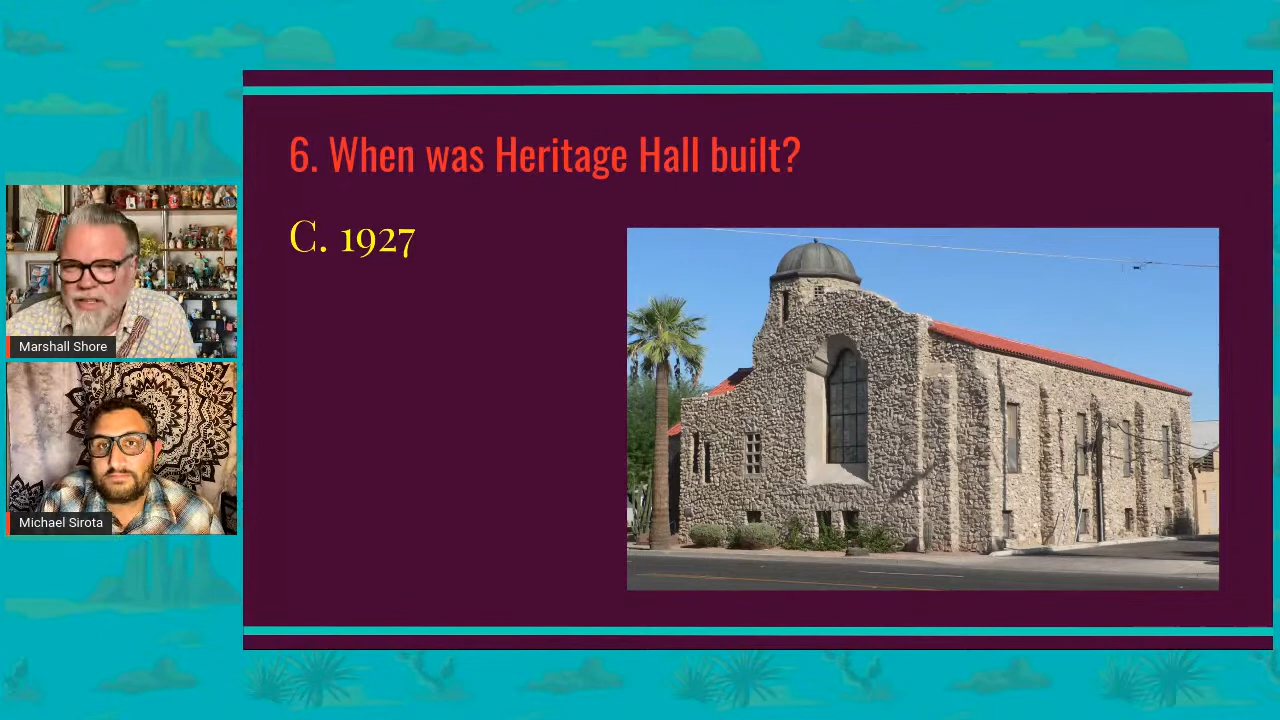 6. When was Heritage Hall built?
C. 1927
Marshall Shore
Michael Sirota